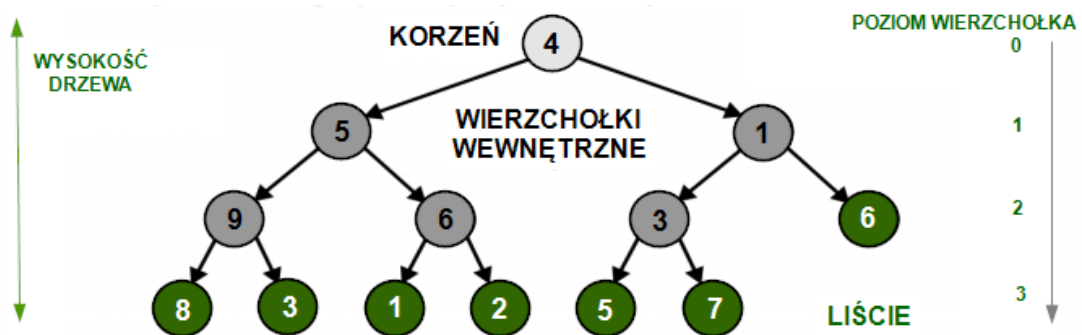 KORZEŃ
4
POZIOM WIERZCHOŁKA
0
WYSOKOŚĆ
DRZEWA
5
WIERZCHOŁKI
WEWNĘTRZNE
1
1
9
6
3
6
2
8
3
1
2
5
7
LIŚCIE
3